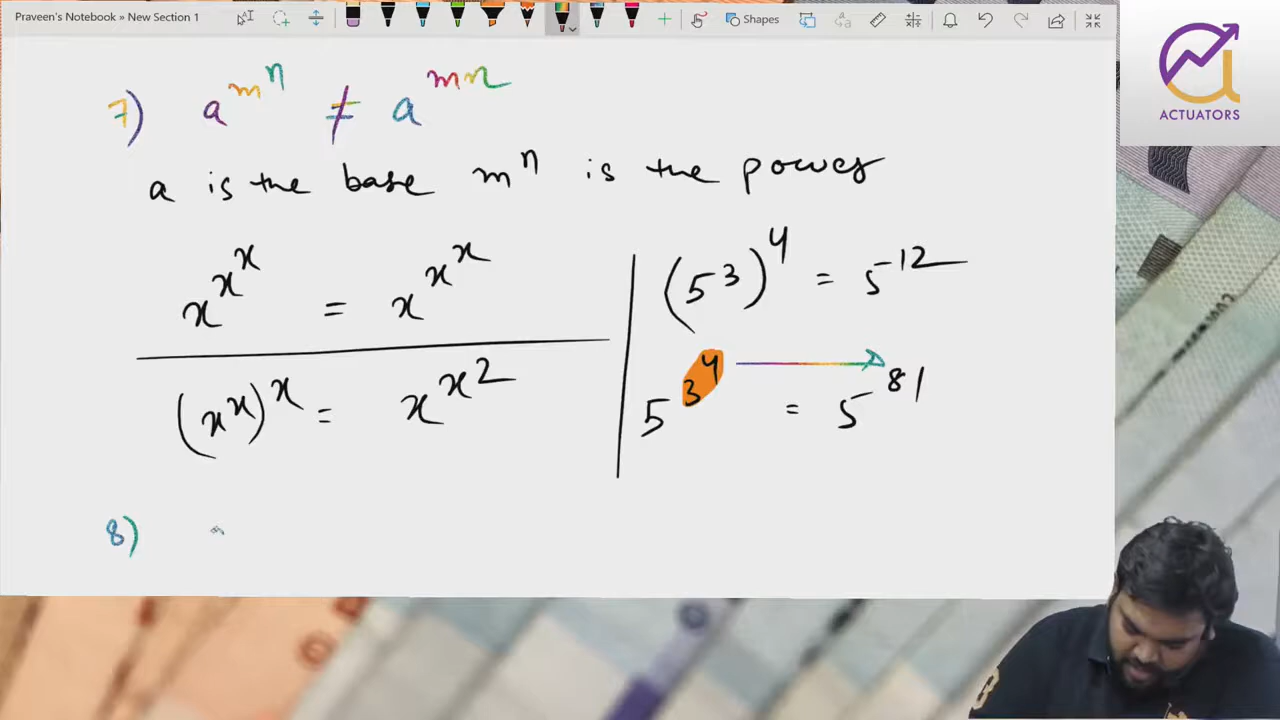 Praveen's Notebook » New Section 1
Shapes
ACTUATORS
7) a^m^n ≠ a^mn
a is the base m^n is the power
x^x^x = x^x^x
(x^x)^x = x^x^2
(5^3)^4 = 5^12
5^3^4 → = 5^81
8)